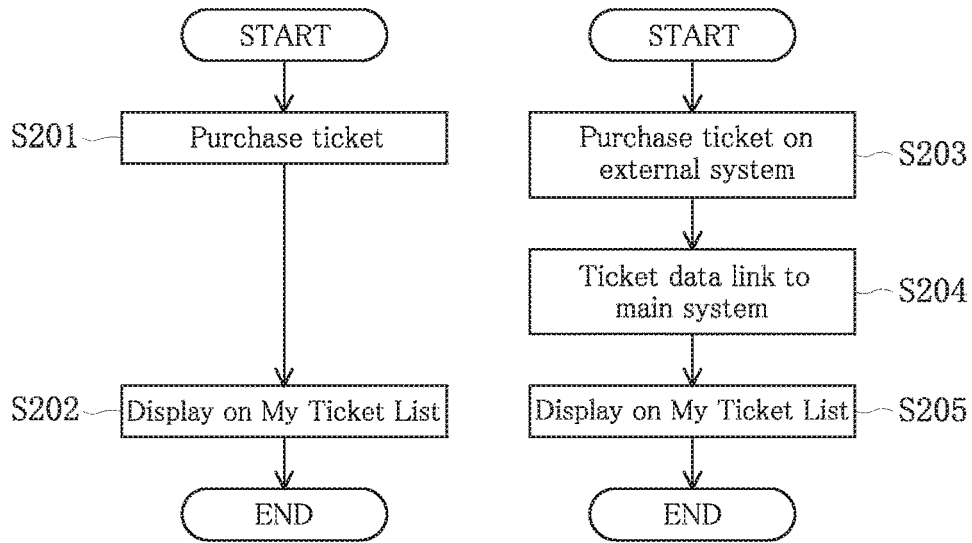 START
S201
Purchase ticket
S202
Display on My Ticket List
END
START
Purchase ticket on
external system
S203
Ticket data link to
main system
S204
Display on My Ticket List
S205
END